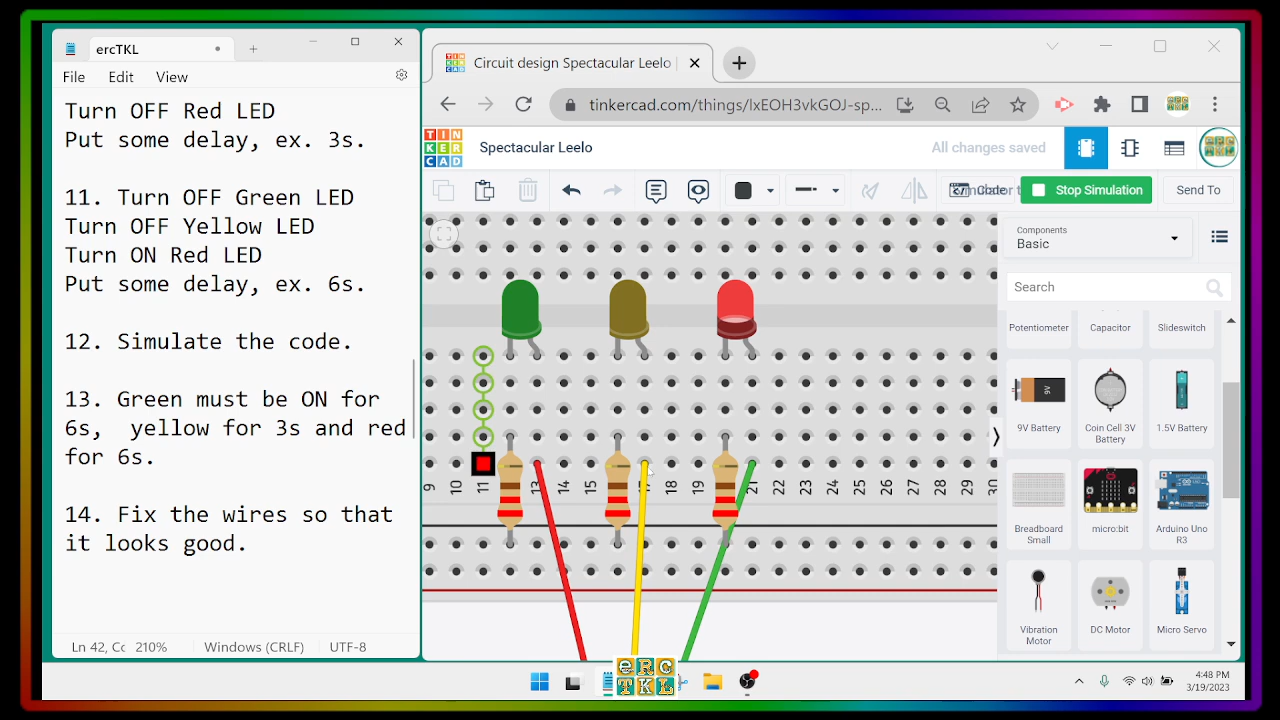 ercTKL
File Edit View
Turn OFF Red LED
Put some delay, ex. 3s.
11. Turn OFF Green LED
Turn OFF Yellow LED
Turn ON Red LED
Put some delay, ex. 6s.
12. Simulate the code.
13. Green must be ON for
6s, yellow for 3s and red
for 6s.
14. Fix the wires so that
it looks good.
Ln 42, Cc 210% Windows (CRLF) UTF-8
Circuit design Spectacular Leelo
tinkercad.com/things/lxEOH3vkGOJ-sp...
TIN
KER
CAD
Spectacular Leelo
All changes saved
Code
Stop Simulation
Send To
Components
Basic
Search
Potentiometer Capacitor Slideswitch
9V Battery Coin Cell 3V Battery 1.5V Battery
Breadboard Small micro:bit Arduino Uno R3
Vibration Motor DC Motor Micro Servo
9 10 11 13 14 15 17 18 19 21 22 23 24 25 26 27 28 29 30
eRC
TKL
4:48 PM
3/19/2023